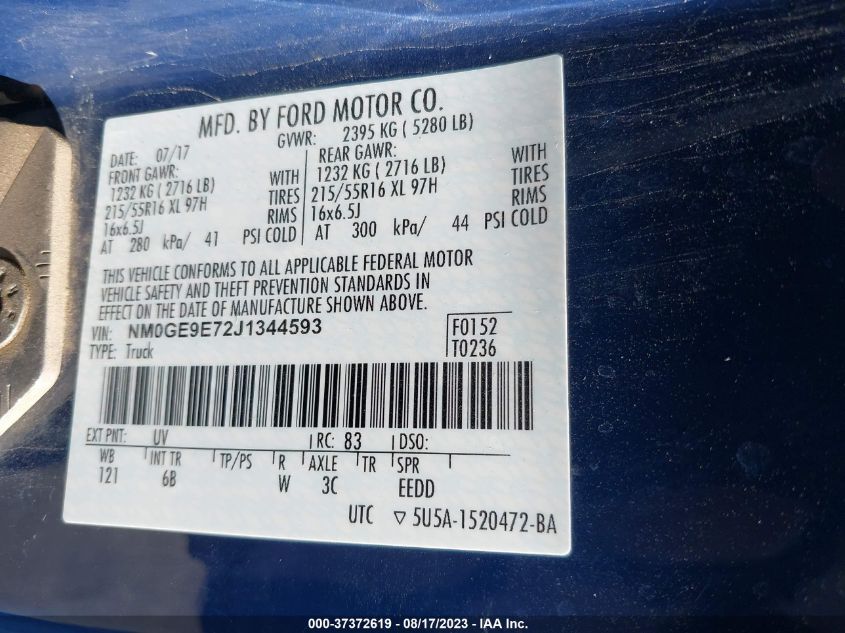 MFD. BY FORD MOTOR CO.
GVWR: 2395 KG ( 5280 LB)
DATE: 07/17
FRONT GAWR:
1232 KG ( 2716 LB) WITH
215/55R16 XL 97H TIRES
16x6.5J RIMS
AT 280 kPa/ 41 PSI COLD
REAR GAWR: WITH
1232 KG ( 2716 LB) TIRES
215/55R16 XL 97H RIMS
16x6.5J
AT 300 kPa/ 44 PSI COLD
THIS VEHICLE CONFORMS TO ALL APPLICABLE FEDERAL MOTOR
VEHICLE SAFETY AND THEFT PREVENTION STANDARDS IN
EFFECT ON THE DATE OF MANUFACTURE SHOWN ABOVE.
VIN: NM0GE9E72J1344593
TYPE: Truck
F0152
T0236
EXT PNT: UV RC: 83 DSO:
WB INT TR TP/PS R AXLE TR SPR
121 6B W 3C EEDD
UTC ▽ 5U5A-1520472-BA
000-37372619 - 08/17/2023 - IAA Inc.